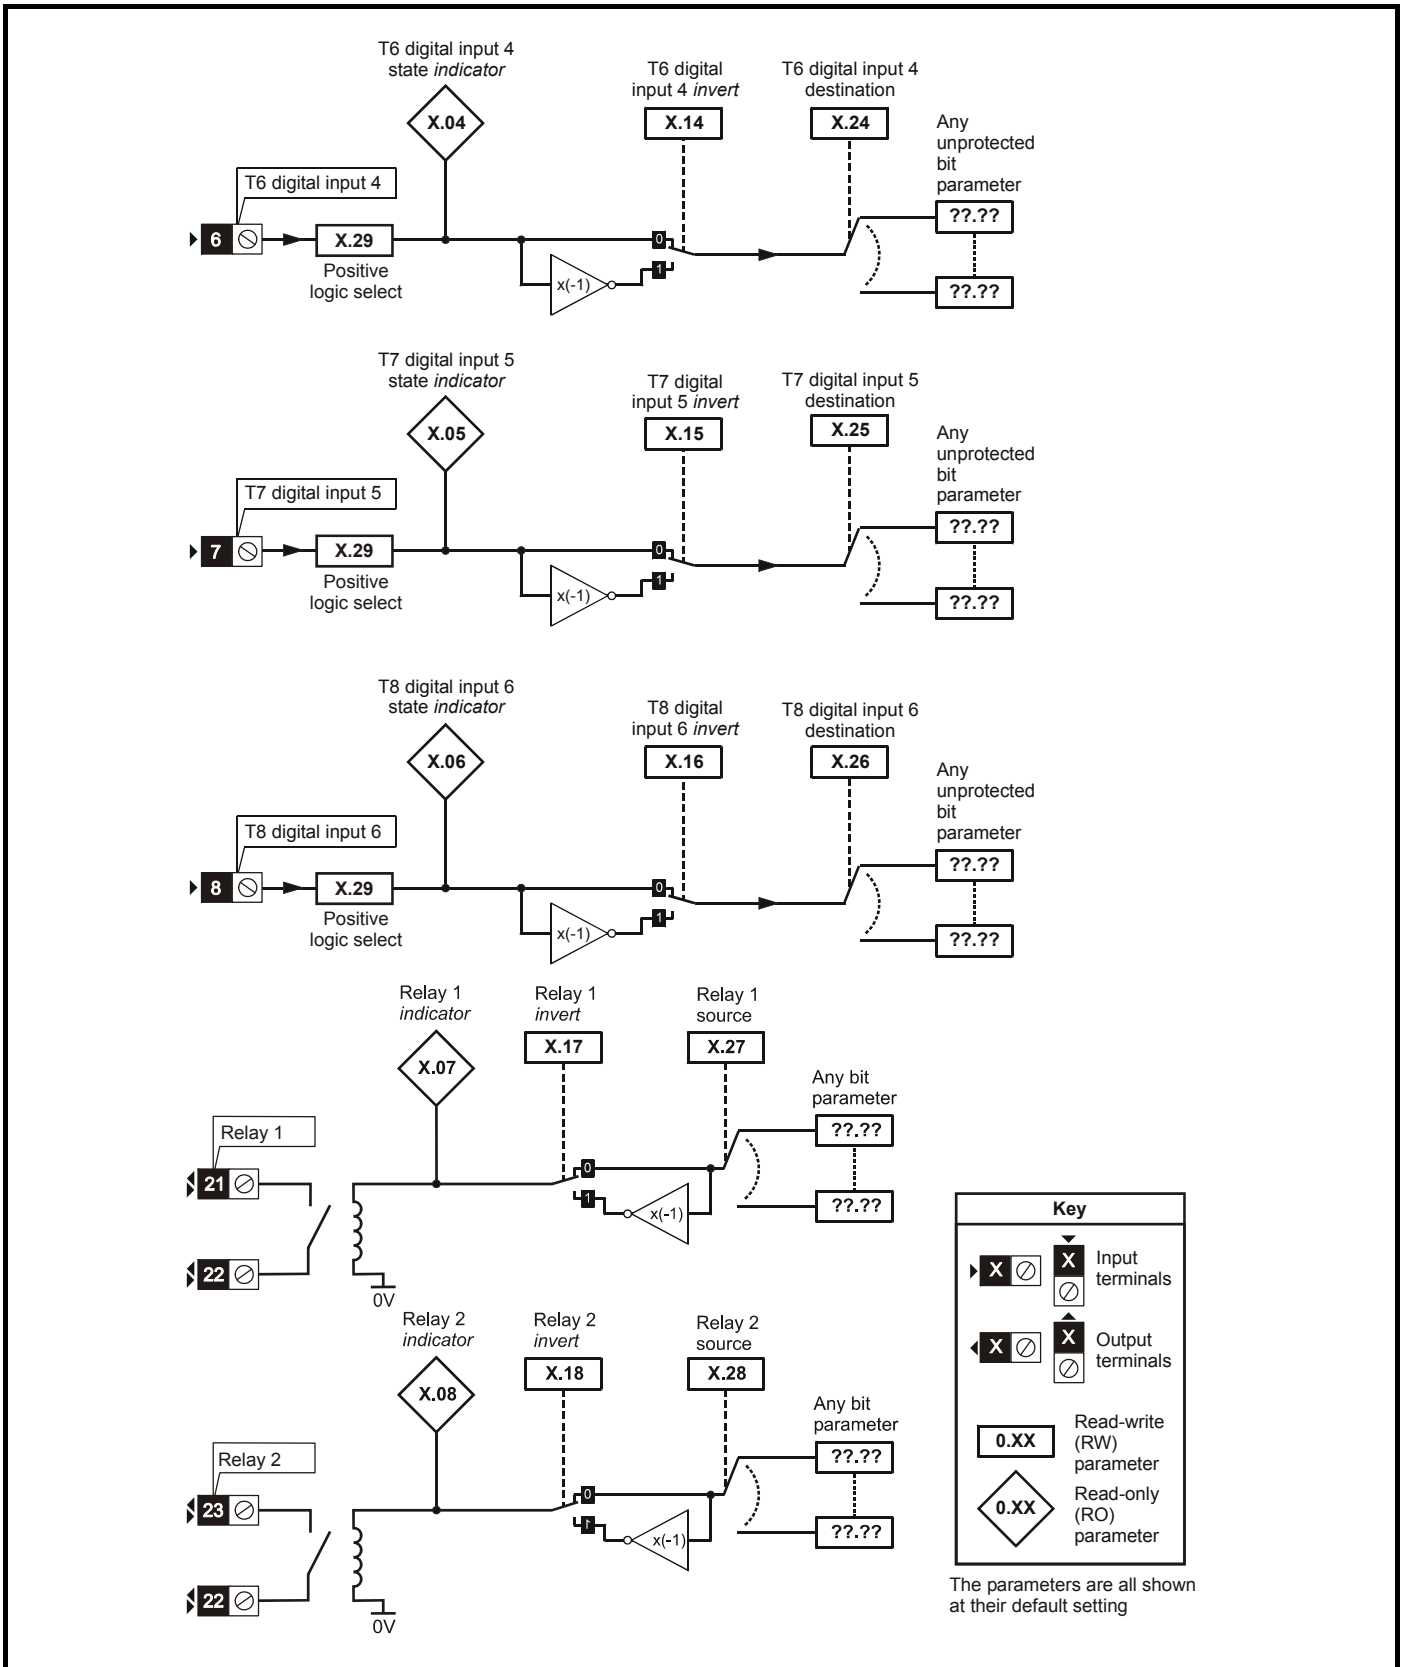 T6 digital input 4
state indicator
X.04
T6 digital
input 4 invert
X.14
T6 digital input 4
destination
X.24
Any
unprotected
bit
parameter
??.??
??.??
T6 digital input 4
6
X.29
Positive
logic select
x(-1)
0
1
T7 digital input 5
state indicator
X.05
T7 digital
input 5 invert
X.15
T7 digital input 5
destination
X.25
Any
unprotected
bit
parameter
??.??
??.??
T7 digital input 5
7
X.29
Positive
logic select
x(-1)
0
1
T8 digital input 6
state indicator
X.06
T8 digital
input 6 invert
X.16
T8 digital input 6
destination
X.26
Any
unprotected
bit
parameter
??.??
??.??
T8 digital input 6
8
X.29
Positive
logic select
x(-1)
0
1
Relay 1
indicator
X.07
Relay 1
invert
X.17
Relay 1
source
X.27
Any bit
parameter
??.??
??.??
Relay 1
21
22
0V
0
1
x(-1)
Relay 2
indicator
X.08
Relay 2
invert
X.18
Relay 2
source
X.28
Any bit
parameter
??.??
??.??
Relay 2
23
22
0V
0
1
x(-1)
Key
X
X
Input
terminals
X
X
Output
terminals
0.XX
Read-write
(RW)
parameter
0.XX
Read-only
(RO)
parameter
The parameters are all shown
at their default setting